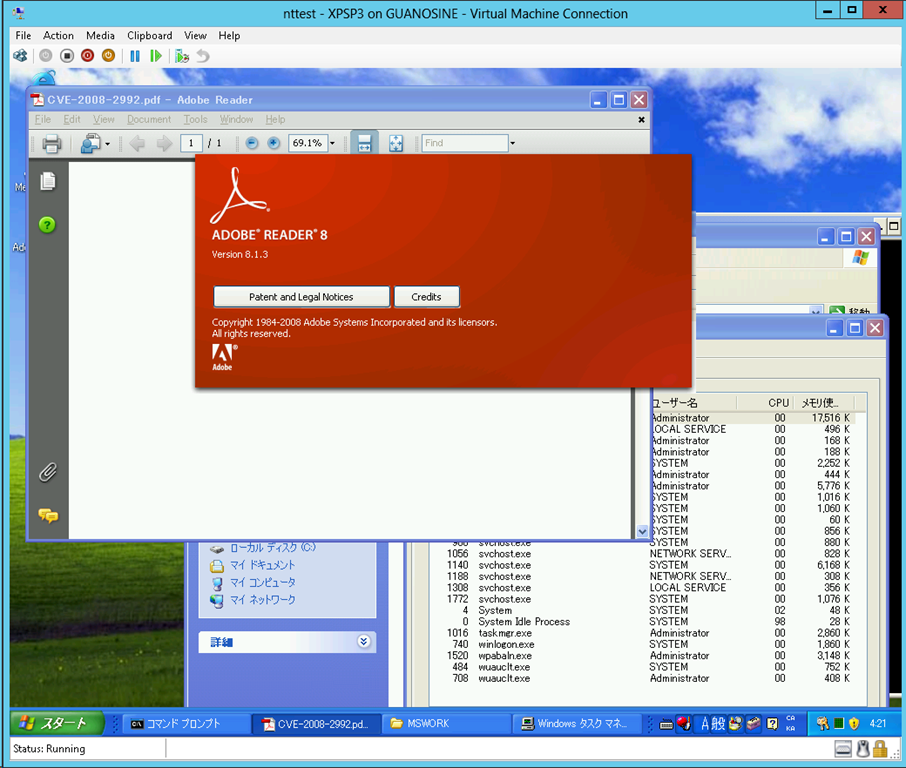 nttest - XPSP3 on GUANOSINE - Virtual Machine Connection
File Action Media Clipboard View Help
CVE-2008-2992.pdf - Adobe Reader
File Edit View Document Tools Window Help
1 / 1 69.1% Find
ADOBE® READER® 8
Version 8.1.3
Patent and Legal Notices Credits
Copyright 1984-2008 Adobe Systems Incorporated and its licensors.
All rights reserved.
Adobe
移動
ユーザー名 CPU メモリ使...
Administrator 00 17,516 K
LOCAL SERVICE 00 496 K
Administrator 00 168 K
Administrator 00 188 K
SYSTEM 00 2,252 K
Administrator 00 444 K
Administrator 00 5,776 K
SYSTEM 00 1,016 K
SYSTEM 00 1,060 K
SYSTEM 00 60 K
SYSTEM 00 856 K
svchost.exe SYSTEM 00 880 K
1056 svchost.exe NETWORK SERV... 00 828 K
1140 svchost.exe SYSTEM 00 6,168 K
1188 svchost.exe NETWORK SERV... 00 308 K
1308 svchost.exe LOCAL SERVICE 00 356 K
1772 svchost.exe SYSTEM 00 1,076 K
4 System SYSTEM 02 48 K
0 System Idle Process SYSTEM 98 28 K
1016 taskmgr.exe Administrator 00 2,860 K
740 winlogon.exe SYSTEM 00 1,860 K
1520 wpabaln.exe Administrator 00 3,148 K
484 wuauclt.exe SYSTEM 00 752 K
708 wuauclt.exe Administrator 00 408 K
ローカル ディスク (C:)
マイ ドキュメント
マイ コンピュータ
マイ ネットワーク
詳細
スタート コマンド プロンプト CVE-2008-2992.pd... MSWORK Windows タスク マネ... A 般 CA KA 4:21
Status: Running